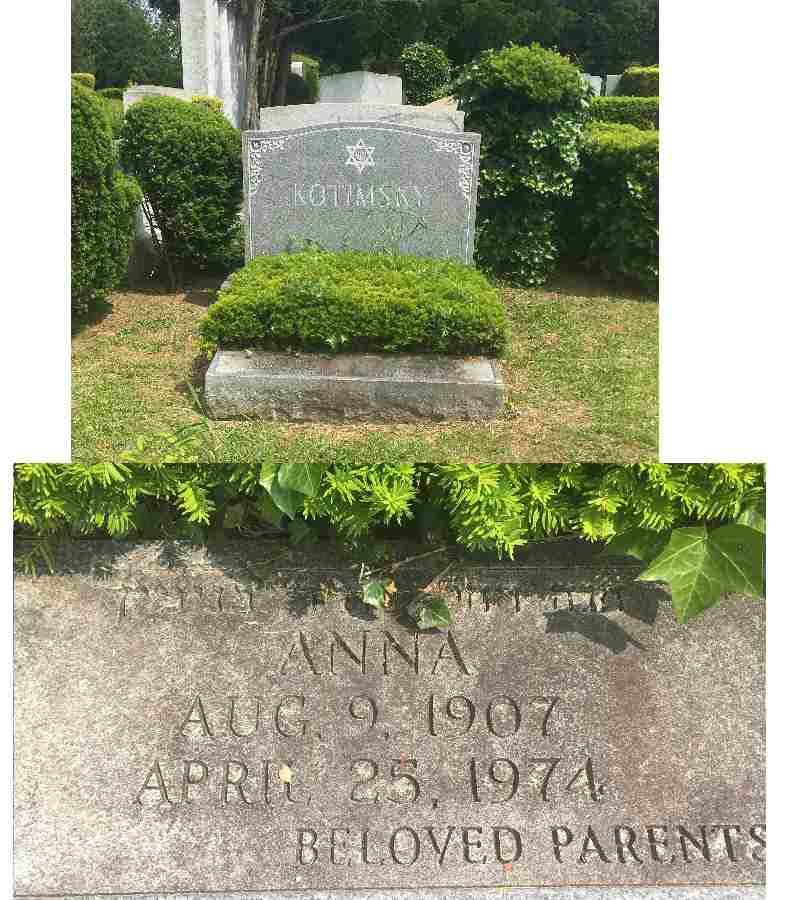 KOTIMSKY
ANNA
AUG. 9, 1907
APRIL 25, 1974
BELOVED PARENTS